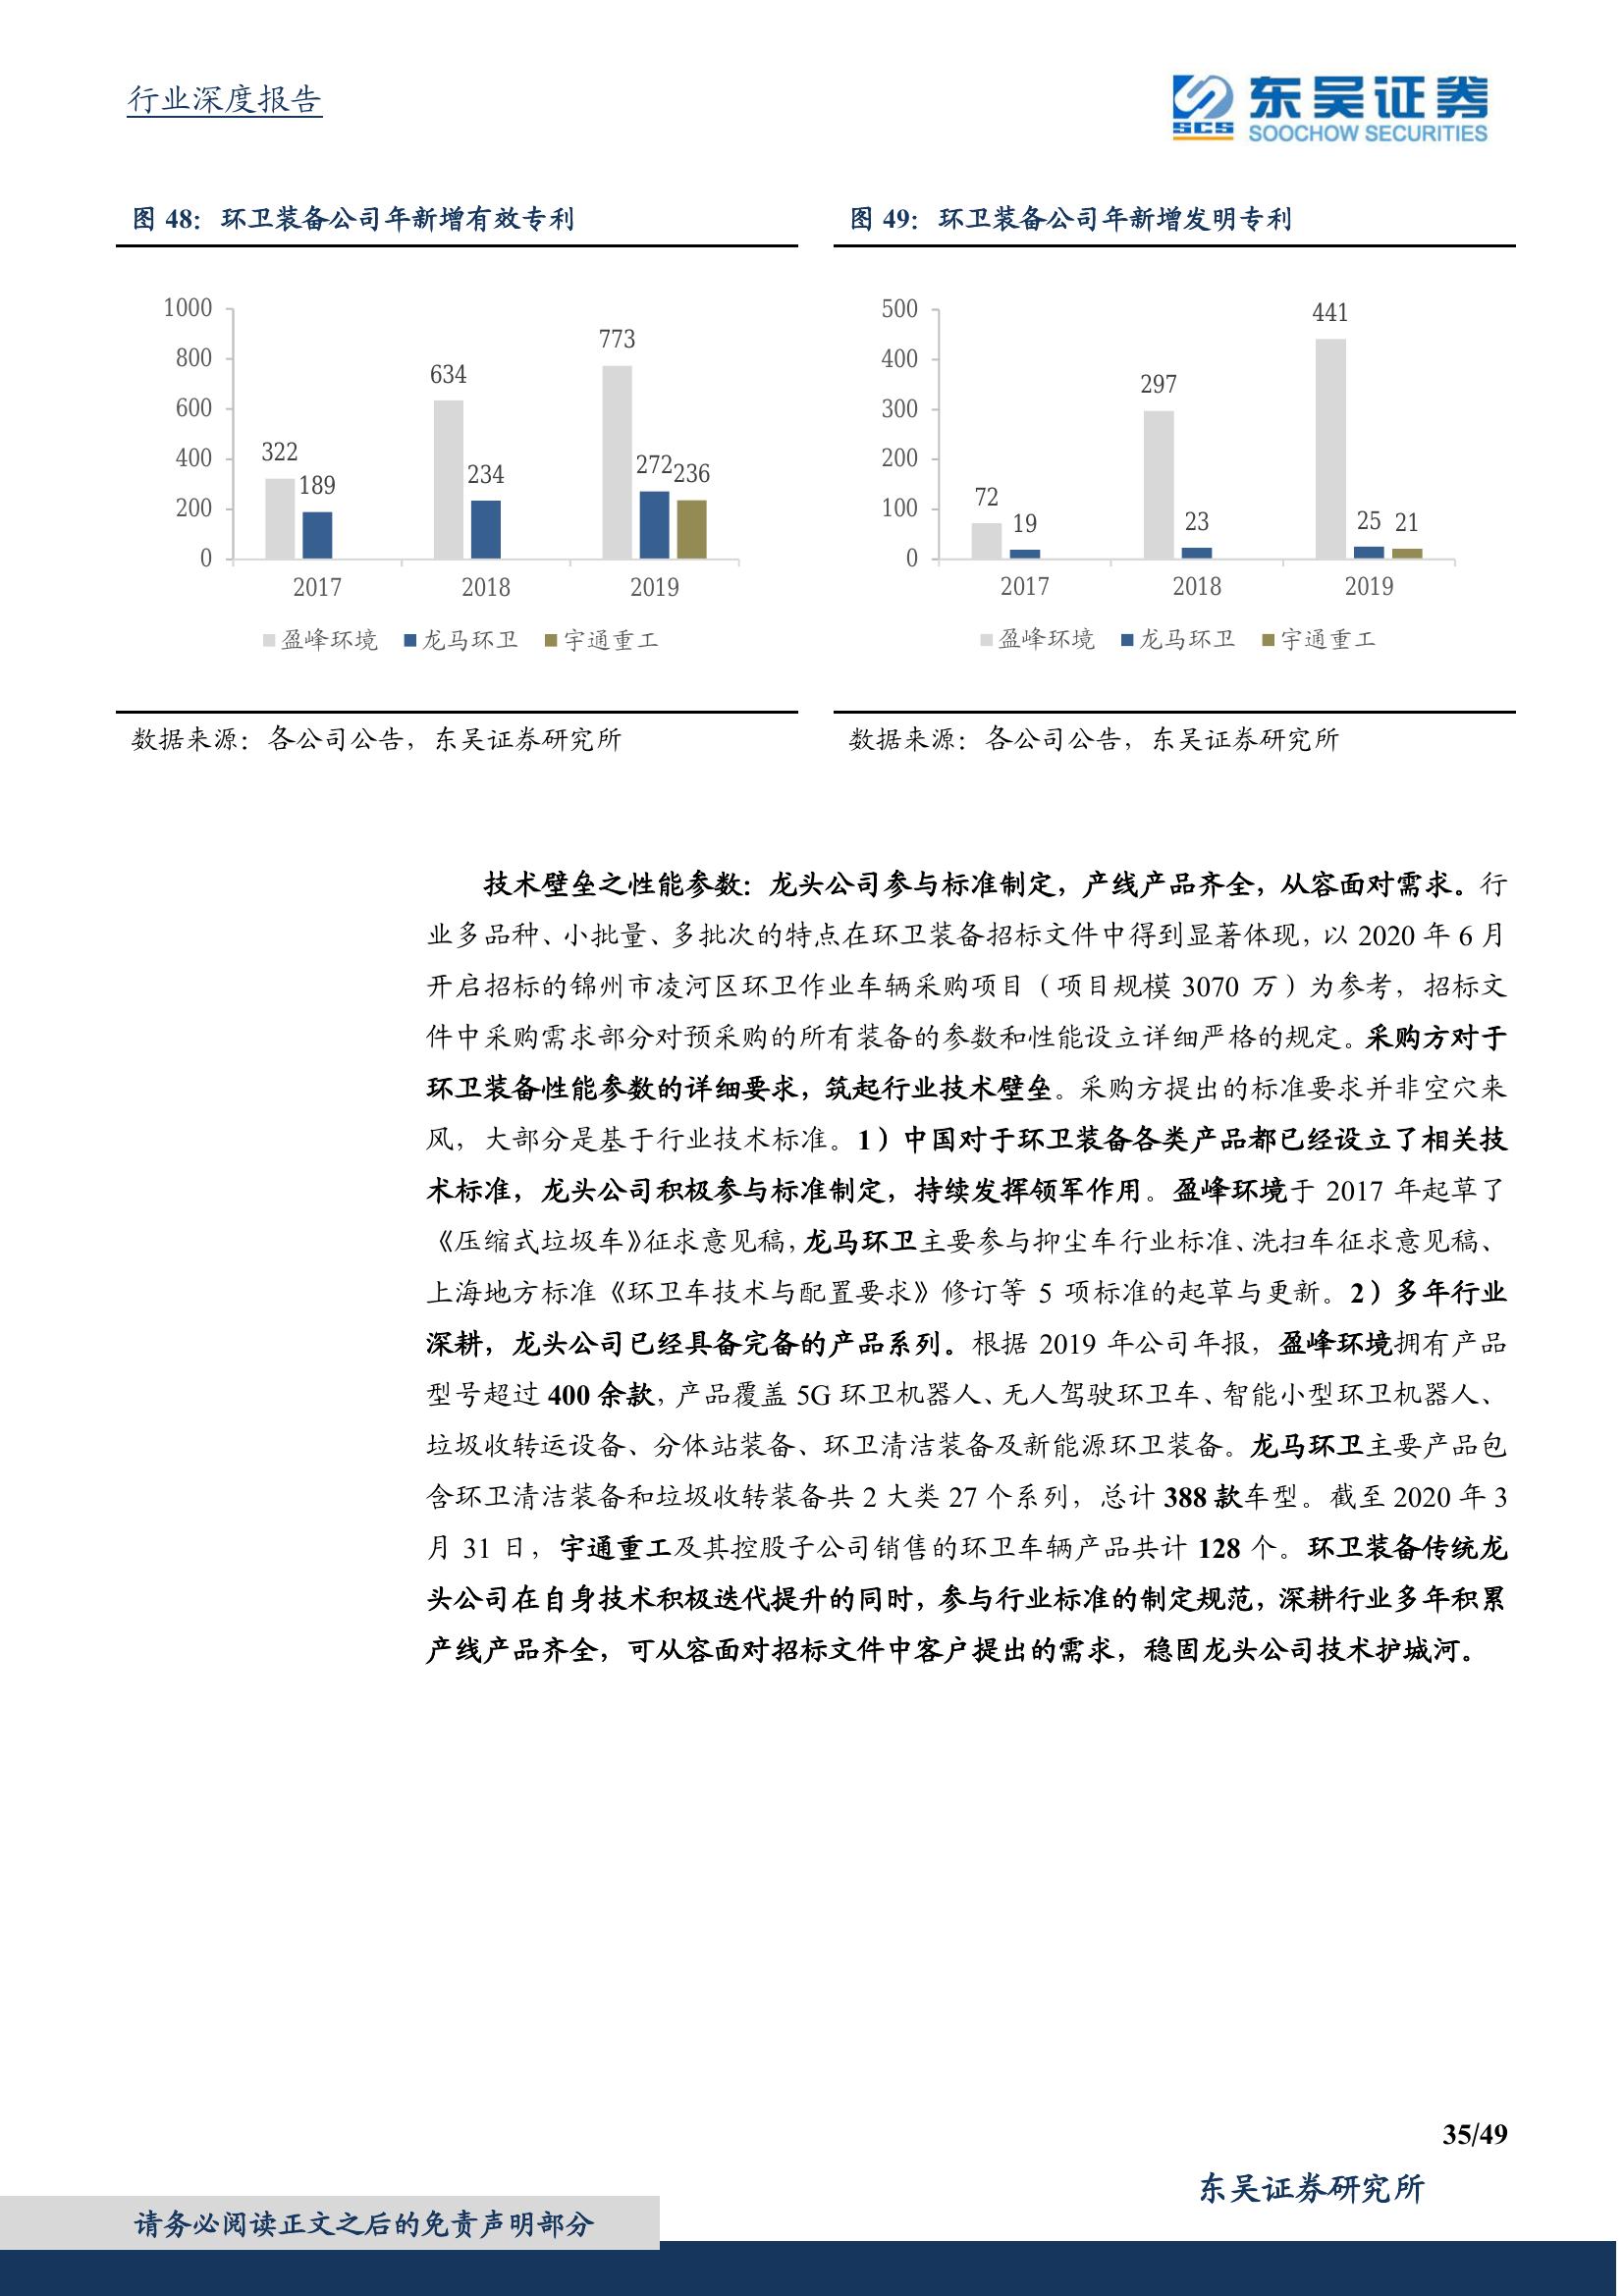 行业深度报告
SCS
东吴证券
SOOCHOW SECURITIES
图 48：环卫装备公司年新增有效专利
1000
800
600
400
200
0
322
189
634
234
773
272
236
2017 2018 2019
盈峰环境 龙马环卫 宇通重工
数据来源：各公司公告，东吴证券研究所
图 49：环卫装备公司年新增发明专利
500
400
300
200
100
0
72
19
297
23
441
25
21
2017 2018 2019
盈峰环境 龙马环卫 宇通重工
数据来源：各公司公告，东吴证券研究所
技术壁垒之性能参数：龙头公司参与标准制定，产线产品齐全，从容面对需求。行
业多品种、小批量、多批次的特点在环卫装备招标文件中得到显著体现，以 2020 年 6 月
开启招标的锦州市凌河区环卫作业车辆采购项目（项目规模 3070 万）为参考，招标文
件中采购需求部分对预采购的所有装备的参数和性能设立详细严格的规定。采购方对于
环卫装备性能参数的详细要求，筑起行业技术壁垒。采购方提出的标准要求并非空穴来
风，大部分是基于行业技术标准。1）中国对于环卫装备各类产品都已经设立了相关技
术标准，龙头公司积极参与标准制定，持续发挥领军作用。盈峰环境于 2017 年起草了
《压缩式垃圾车》征求意见稿，龙马环卫主要参与抑尘车行业标准、洗扫车征求意见稿、
上海地方标准《环卫车技术与配置要求》修订等 5 项标准的起草与更新。2）多年行业
深耕，龙头公司已经具备完备的产品系列。根据 2019 年公司年报，盈峰环境拥有产品
型号超过 400 余款，产品覆盖 5G 环卫机器人、无人驾驶环卫车、智能小型环卫机器人、
垃圾收转运设备、分体站装备、环卫清洁装备及新能源环卫装备。龙马环卫主要产品包
含环卫清洁装备和垃圾收转装备共 2 大类 27 个系列，总计 388 款车型。截至 2020 年 3
月 31 日，宇通重工及其控股子公司销售的环卫车辆产品共计 128 个。环卫装备传统龙
头公司在自身技术积极迭代提升的同时，参与行业标准的制定规范，深耕行业多年积累
产线产品齐全，可从容面对招标文件中客户提出的需求，稳固龙头公司技术护城河。
35/49
东吴证券研究所
请务必阅读正文之后的免责声明部分